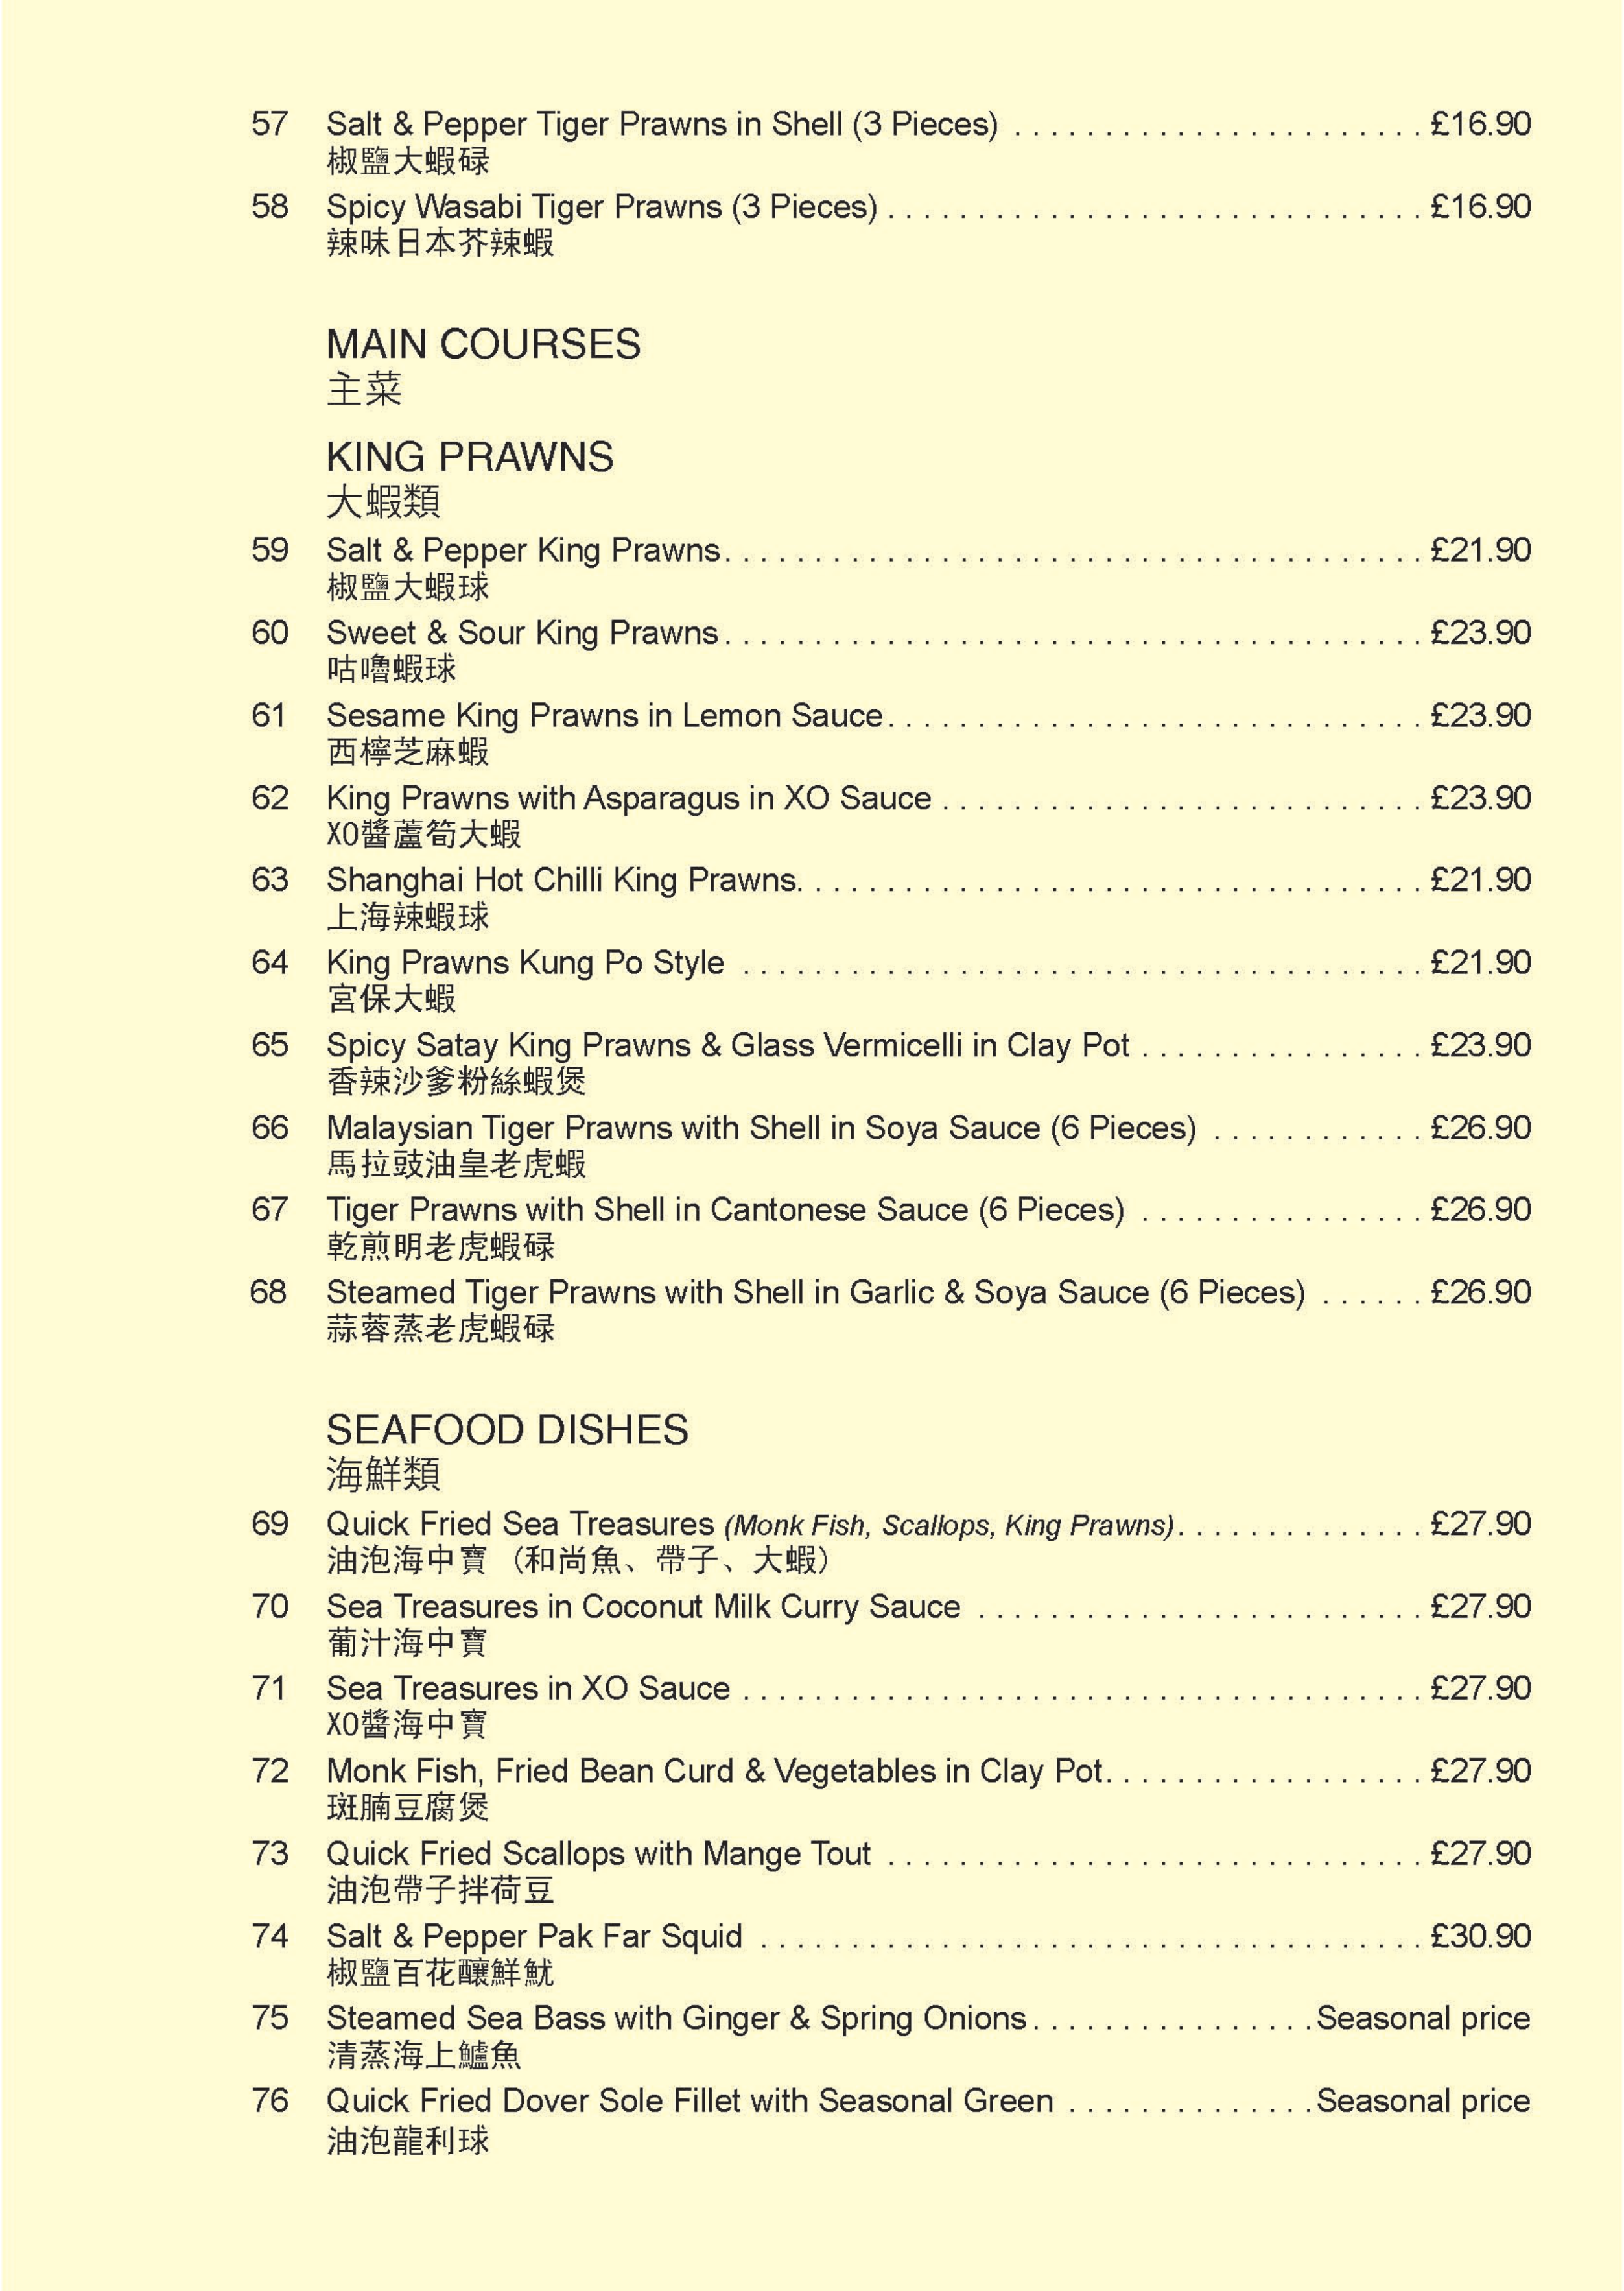 57 Salt & Pepper Tiger Prawns in Shell (3 Pieces) . . . . . . . . . . . . . . . . . . . . . . . £16.90
椒鹽大蝦碌
58 Spicy Wasabi Tiger Prawns (3 Pieces) . . . . . . . . . . . . . . . . . . . . . . . . . . . . . . £16.90
辣味日本芥辣蝦
MAIN COURSES
主菜
KING PRAWNS
大蝦類
59 Salt & Pepper King Prawns. . . . . . . . . . . . . . . . . . . . . . . . . . . . . . . . . . . . . . . £21.90
椒鹽大蝦球
60 Sweet & Sour King Prawns. . . . . . . . . . . . . . . . . . . . . . . . . . . . . . . . . . . . . . . £23.90
咕嚕蝦球
61 Sesame King Prawns in Lemon Sauce. . . . . . . . . . . . . . . . . . . . . . . . . . . . . . £23.90
西檸芝麻蝦
62 King Prawns with Asparagus in XO Sauce . . . . . . . . . . . . . . . . . . . . . . . . . . . £23.90
XO醬蘆筍大蝦
63 Shanghai Hot Chilli King Prawns. . . . . . . . . . . . . . . . . . . . . . . . . . . . . . . . . . . £21.90
上海辣蝦球
64 King Prawns Kung Po Style . . . . . . . . . . . . . . . . . . . . . . . . . . . . . . . . . . . . . . £21.90
宮保大蝦
65 Spicy Satay King Prawns & Glass Vermicelli in Clay Pot . . . . . . . . . . . . . . . . £23.90
香辣沙爹粉絲蝦煲
66 Malaysian Tiger Prawns with Shell in Soya Sauce (6 Pieces) . . . . . . . . . . . . £26.90
馬拉豉油皇老虎蝦
67 Tiger Prawns with Shell in Cantonese Sauce (6 Pieces) . . . . . . . . . . . . . . . . £26.90
乾煎明老虎蝦碌
68 Steamed Tiger Prawns with Shell in Garlic & Soya Sauce (6 Pieces) . . . . . . £26.90
蒜蓉蒸老虎蝦碌
SEAFOOD DISHES
海鮮類
69 Quick Fried Sea Treasures (Monk Fish, Scallops, King Prawns). . . . . . . . . . . . . . £27.90
油泡海中寶（和尚魚、帶子、大蝦）
70 Sea Treasures in Coconut Milk Curry Sauce . . . . . . . . . . . . . . . . . . . . . . . . . £27.90
葡汁海中寶
71 Sea Treasures in XO Sauce . . . . . . . . . . . . . . . . . . . . . . . . . . . . . . . . . . . . . . £27.90
XO醬海中寶
72 Monk Fish, Fried Bean Curd & Vegetables in Clay Pot. . . . . . . . . . . . . . . . . . £27.90
斑腩豆腐煲
73 Quick Fried Scallops with Mange Tout . . . . . . . . . . . . . . . . . . . . . . . . . . . . . . £27.90
油泡帶子拌荷豆
74 Salt & Pepper Pak Far Squid . . . . . . . . . . . . . . . . . . . . . . . . . . . . . . . . . . . . . £30.90
椒鹽百花釀鮮魷
75 Steamed Sea Bass with Ginger & Spring Onions. . . . . . . . . . . . . . . .Seasonal price
清蒸海上鱸魚
76 Quick Fried Dover Sole Fillet with Seasonal Green . . . . . . . . . . . . . .Seasonal price
油泡龍利球